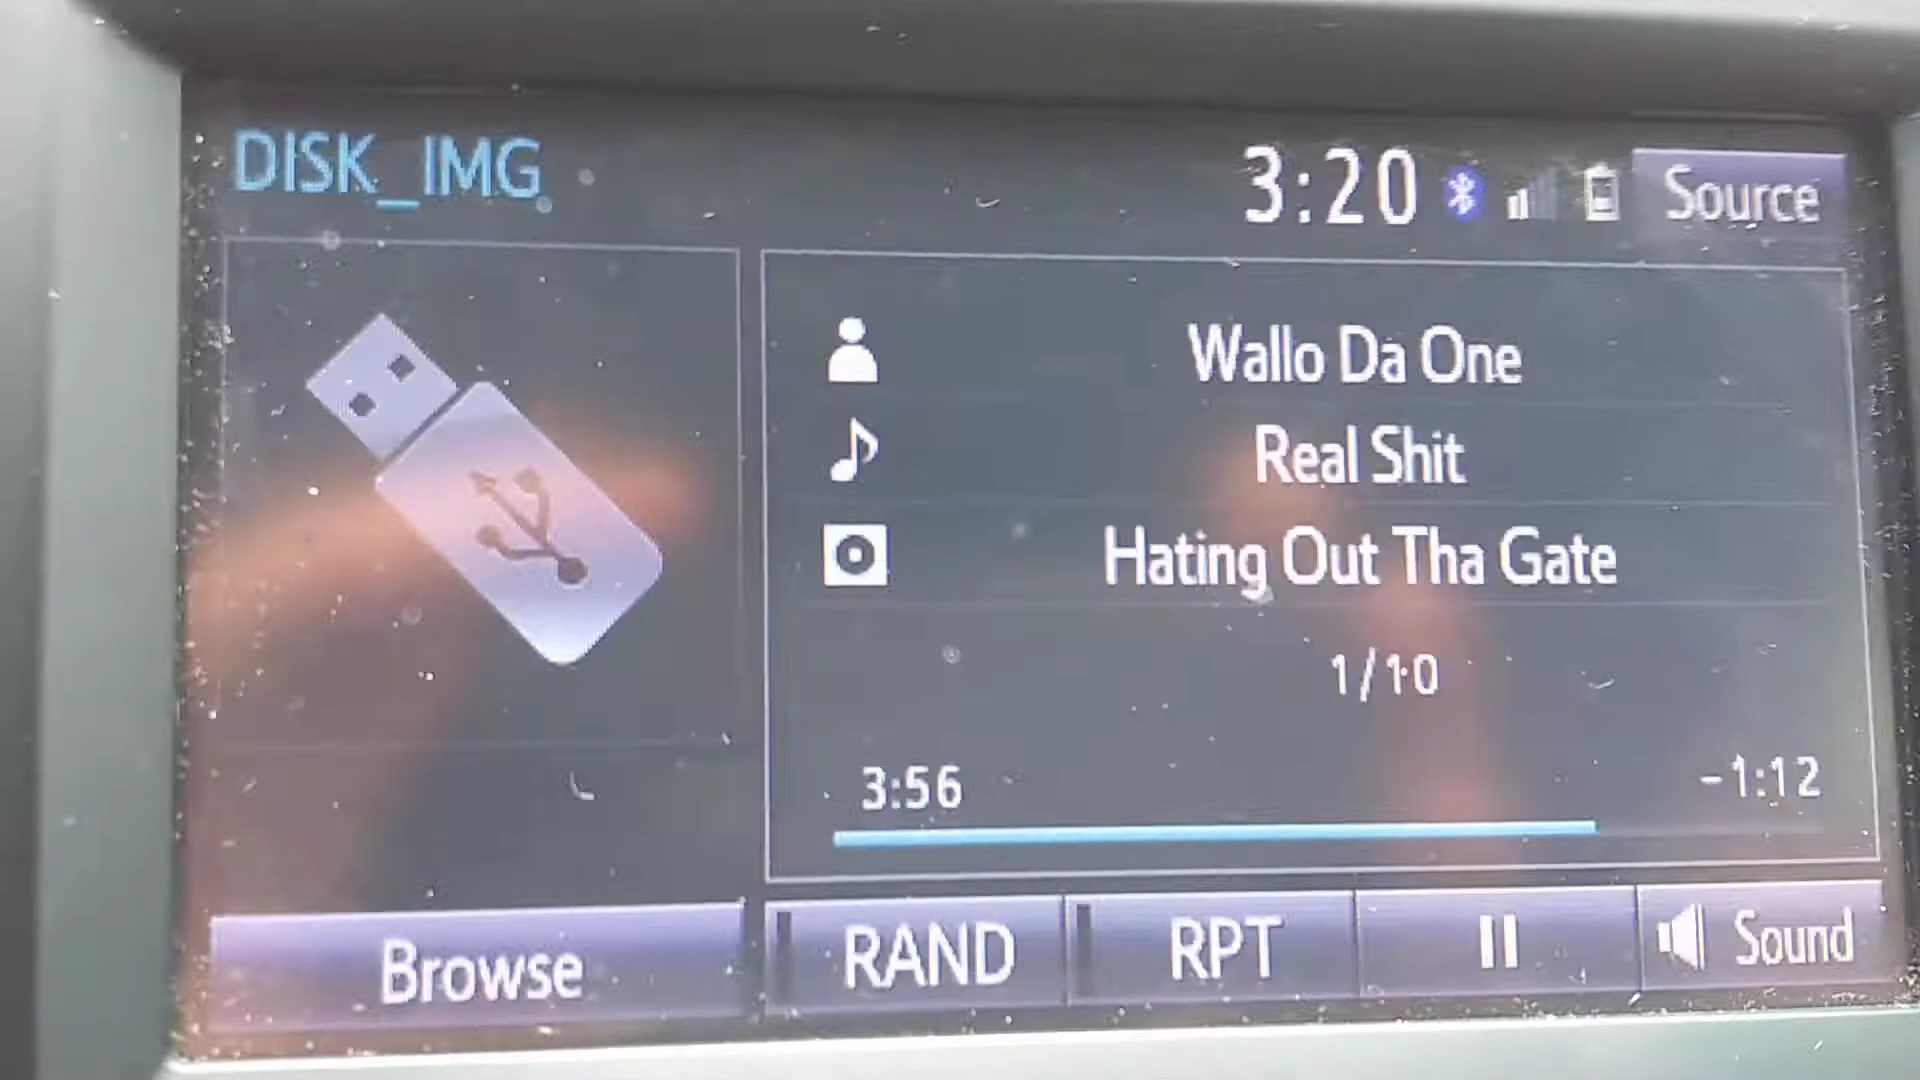 DISK_IMG
3:20
Source
Wallo Da One
Real Shit
Hating Out Tha Gate
1/10
3:56
-1:12
Browse
RAND
RPT
Sound